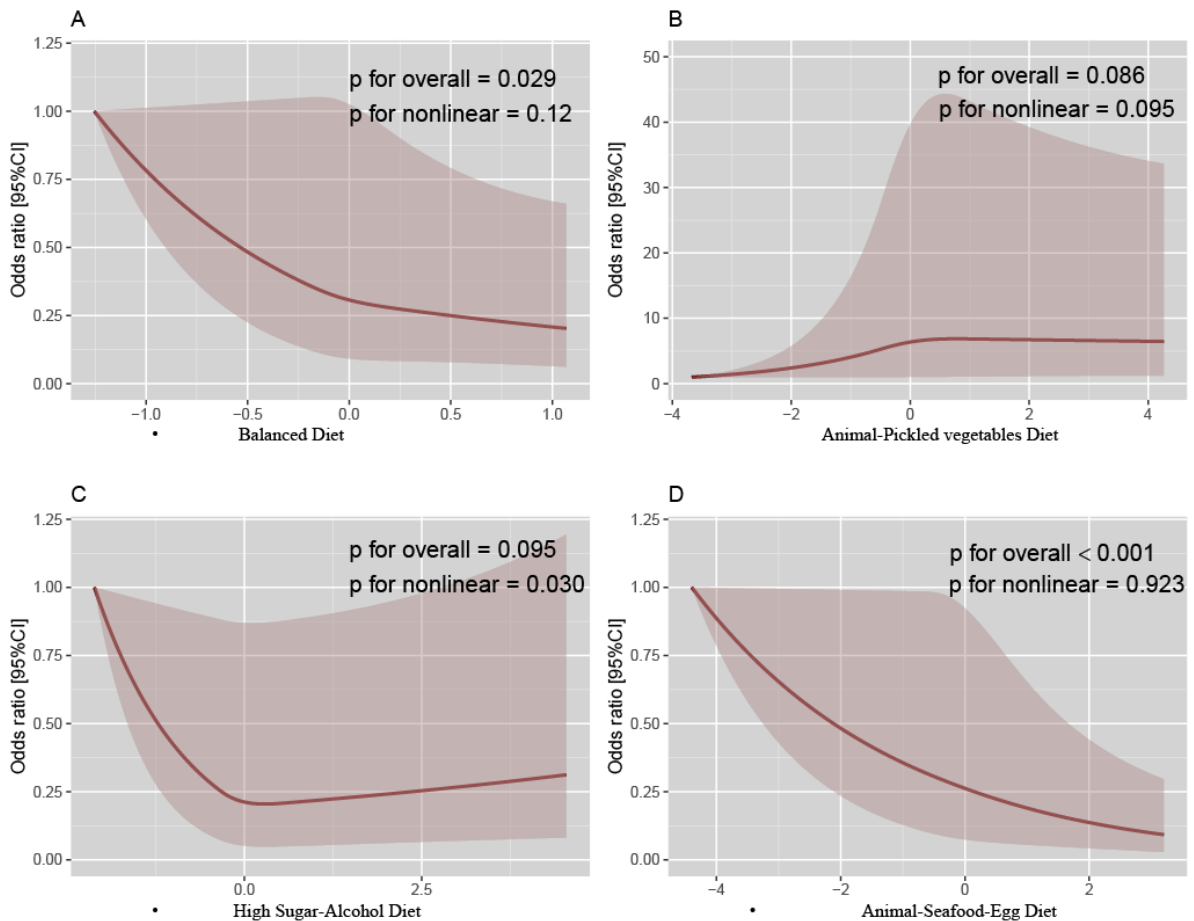 A
Odds ratio [95%CI]
1.25
1.00
0.75
0.50
0.25
0.00
p for overall = 0.029
p for nonlinear = 0.12
−1.0 −0.5 0.0 0.5 1.0
• Balanced Diet
B
Odds ratio [95%CI]
50
40
30
20
10
0
p for overall = 0.086
p for nonlinear = 0.095
−4 −2 0 2 4
Animal-Pickled vegetables Diet
C
Odds ratio [95%CI]
1.25
1.00
0.75
0.50
0.25
0.00
p for overall = 0.095
p for nonlinear = 0.030
0.0 2.5
• High Sugar-Alcohol Diet
D
Odds ratio [95%CI]
1.25
1.00
0.75
0.50
0.25
0.00
p for overall < 0.001
p for nonlinear = 0.923
−4 −2 0 2
• Animal-Seafood-Egg Diet